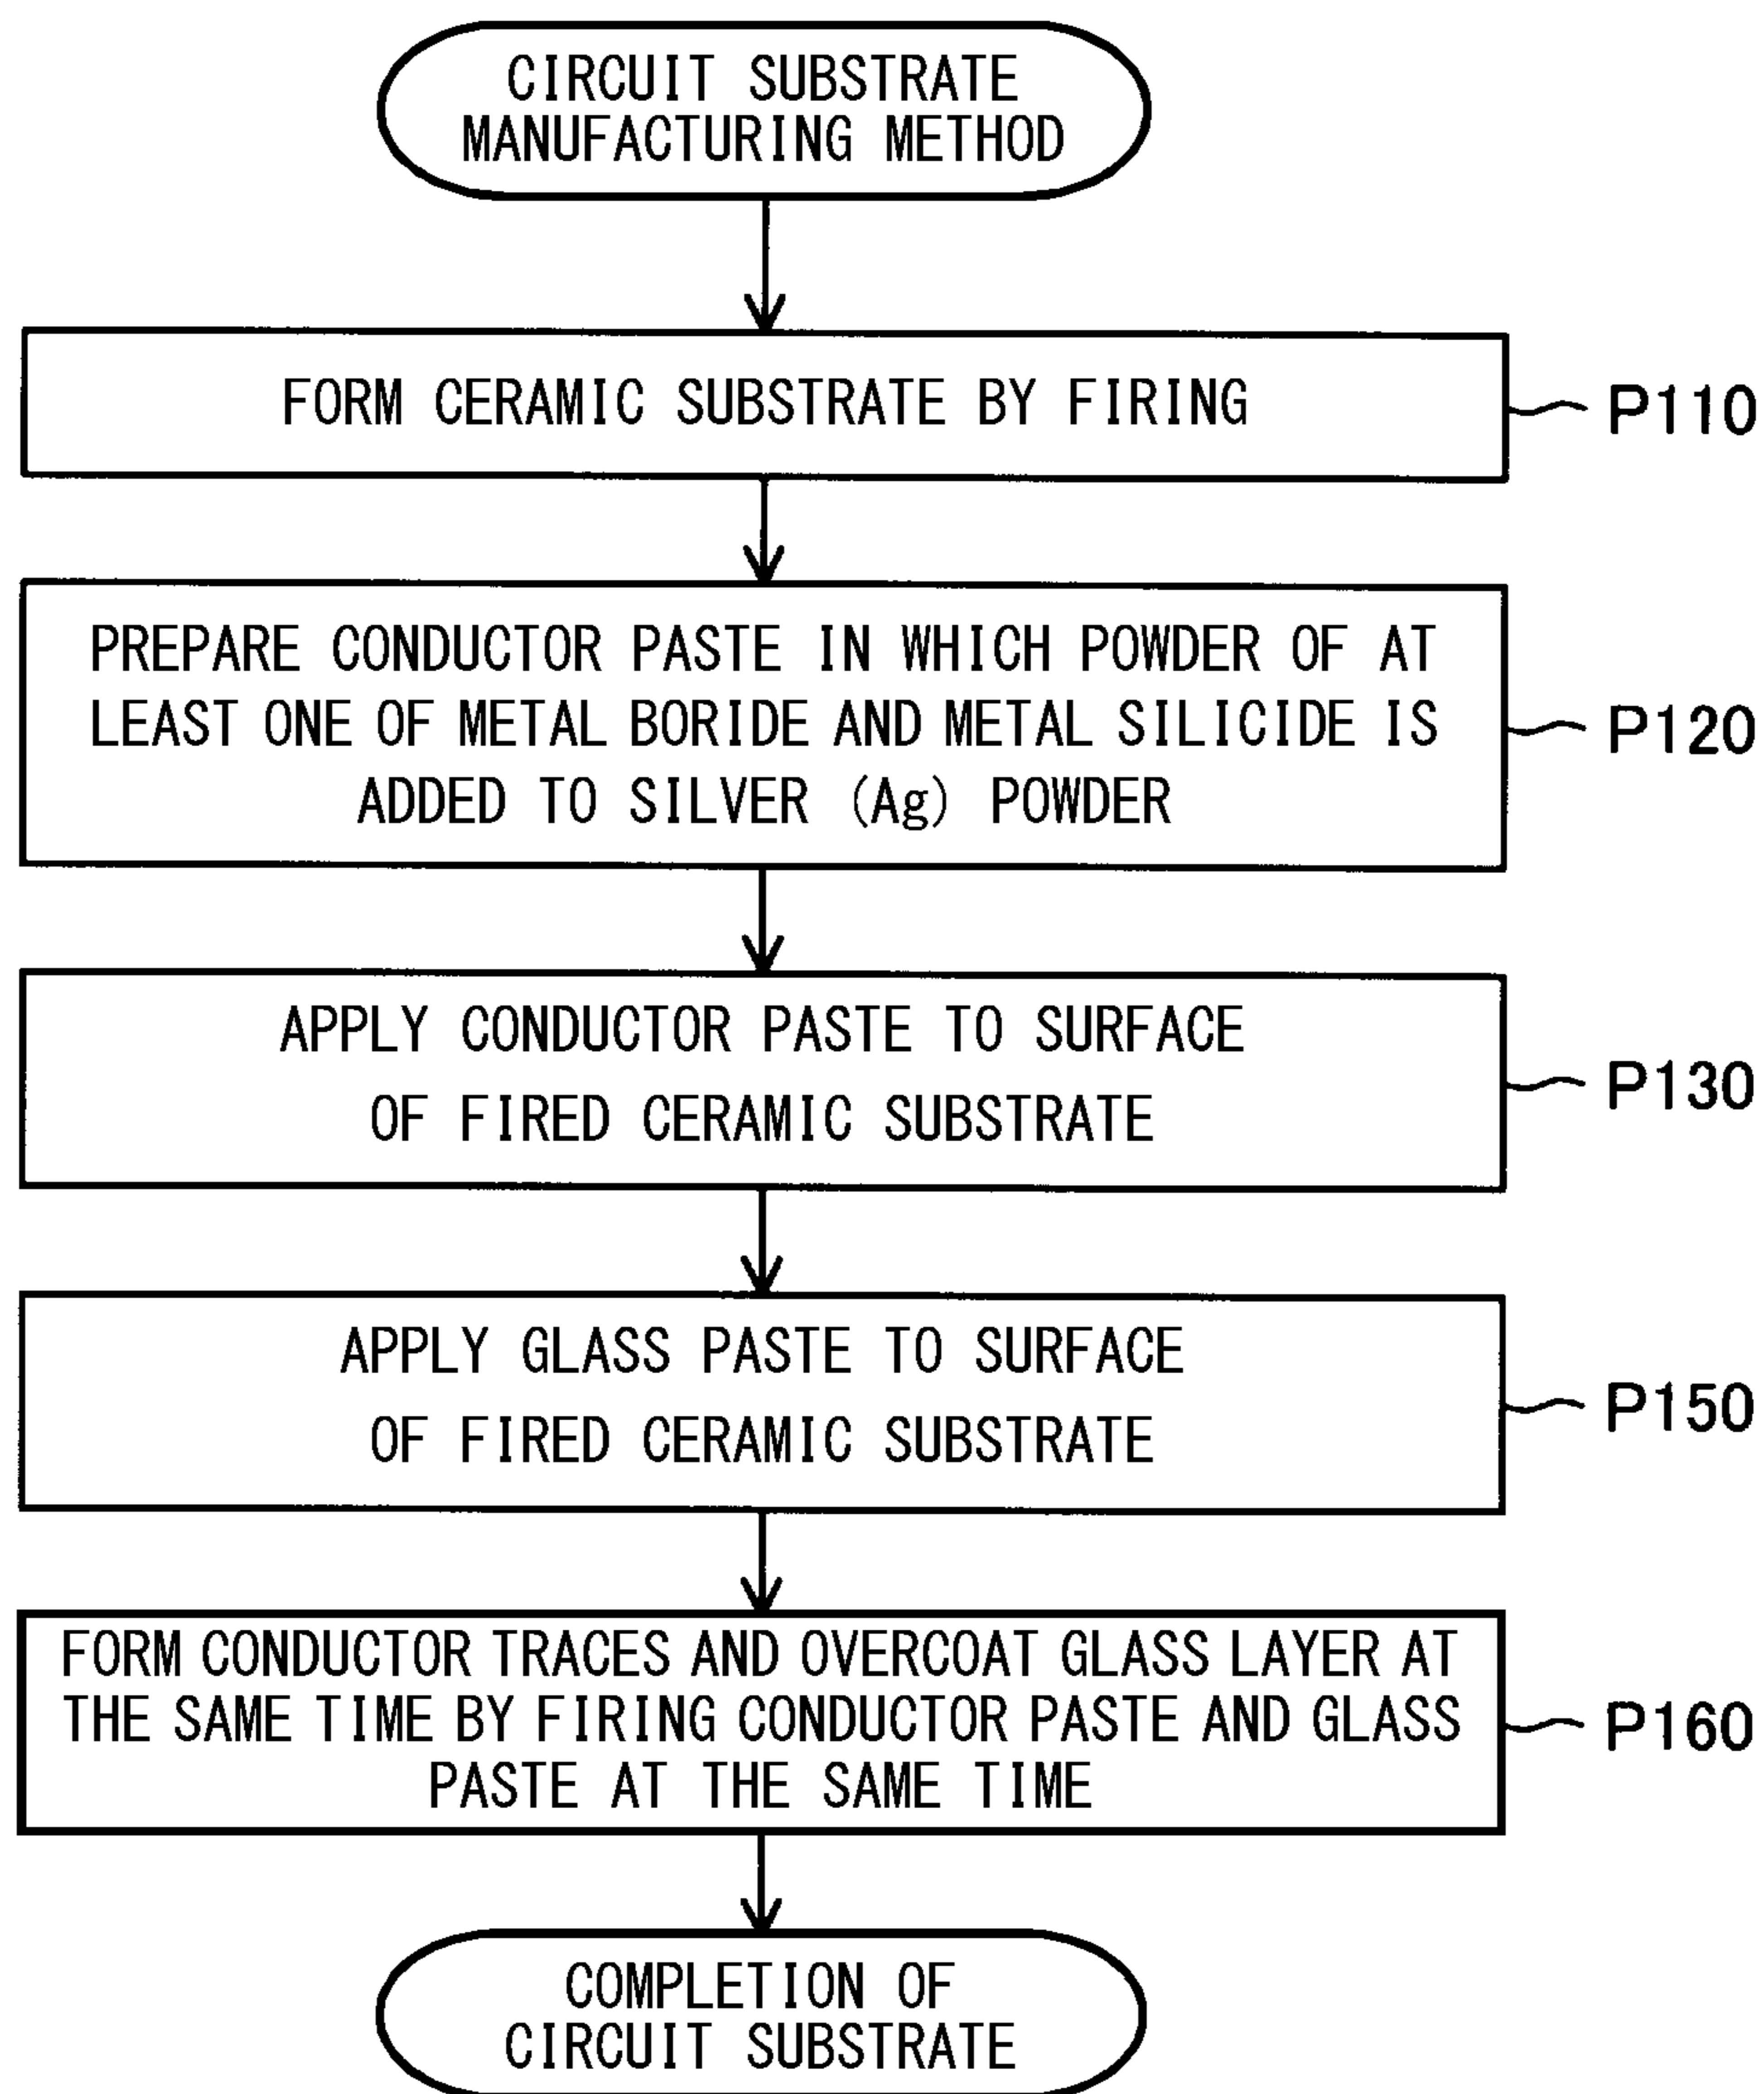 CIRCUIT SUBSTRATE
MANUFACTURING METHOD
FORM CERAMIC SUBSTRATE BY FIRING
P110
PREPARE CONDUCTOR PASTE IN WHICH POWDER OF AT
LEAST ONE OF METAL BORIDE AND METAL SILICIDE IS
ADDED TO SILVER (Ag) POWDER
P120
APPLY CONDUCTOR PASTE TO SURFACE
OF FIRED CERAMIC SUBSTRATE
P130
APPLY GLASS PASTE TO SURFACE
OF FIRED CERAMIC SUBSTRATE
P150
FORM CONDUCTOR TRACES AND OVERCOAT GLASS LAYER AT
THE SAME TIME BY FIRING CONDUCTOR PASTE AND GLASS
PASTE AT THE SAME TIME
P160
COMPLETION OF
CIRCUIT SUBSTRATE